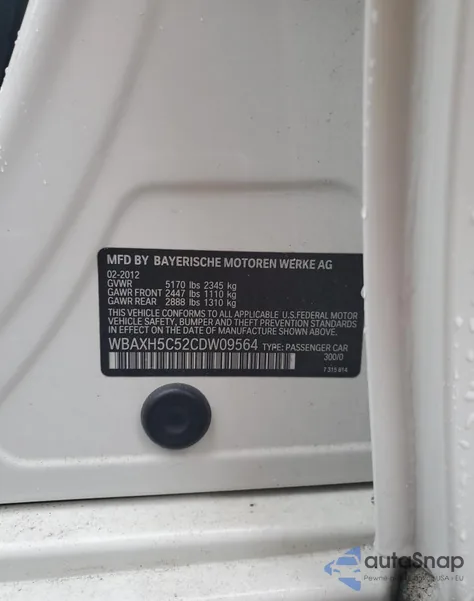 MFD BY BAYERISCHE MOTOREN WERKE AG
02-2012
GVWR 5170 lbs 2345 kg
GAWR FRONT 2447 lbs 1110 kg
GAWR REAR 2888 lbs 1310 kg
THIS VEHICLE CONFORMS TO ALL APPLICABLE U.S.FEDERAL MOTOR
VEHICLE SAFETY, BUMPER AND THEFT PREVENTION STANDARDS
IN EFFECT ON THE DATE OF MANUFACTURE SHOWN ABOVE.
WBAXH5C52CDW09564 TYPE: PASSENGER CAR
300/0
7 315 814
autoSnap
Pewne USA - EU